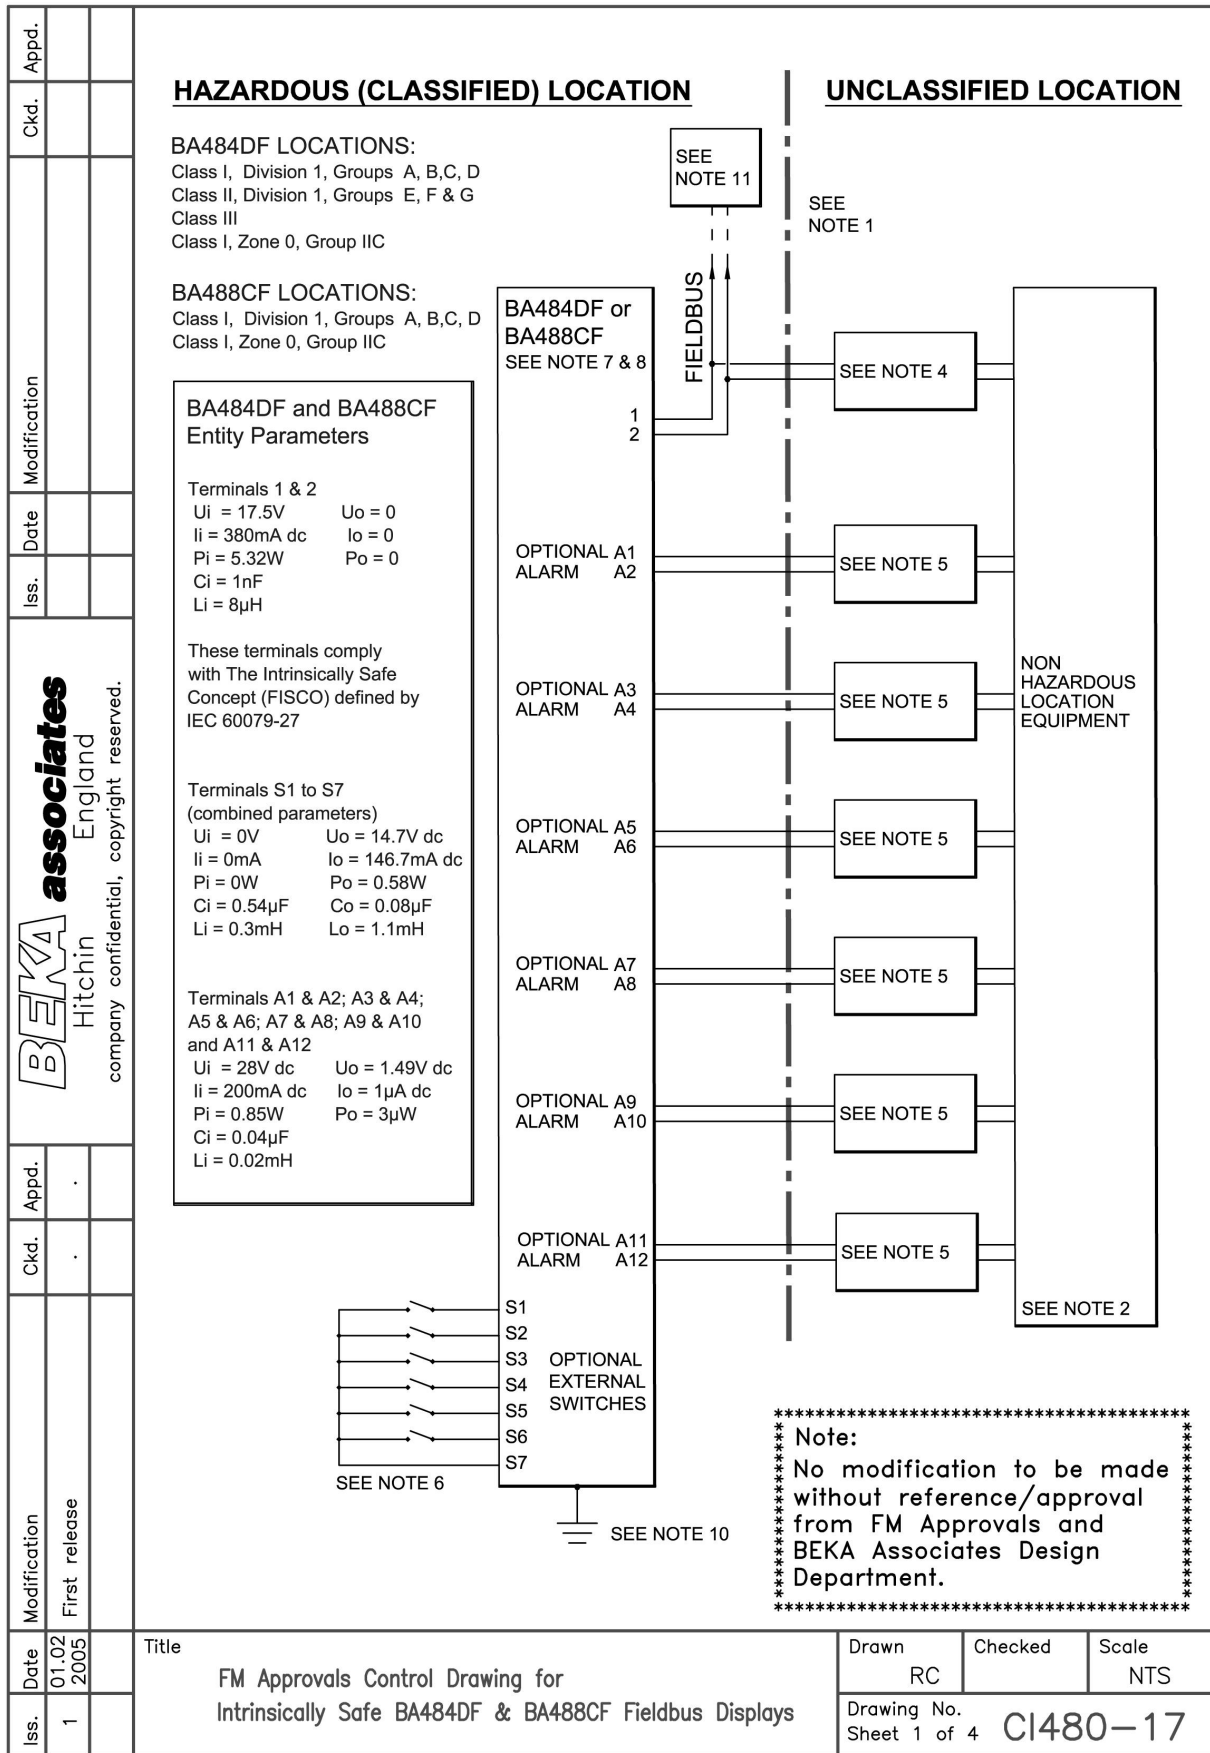 HAZARDOUS (CLASSIFIED) LOCATION
UNCLASSIFIED LOCATION
BA484DF LOCATIONS:
Class I,  Division 1, Groups  A, B,C, D
Class II, Division 1, Groups  E, F & G
Class III
Class I, Zone 0, Group IIC
BA488CF LOCATIONS:
Class I,  Division 1, Groups  A, B,C, D
Class I, Zone 0, Group IIC
SEE
NOTE 11
SEE
NOTE 1
FIELDBUS
BA484DF or
BA488CF
SEE NOTE 7 & 8
1
2
SEE NOTE 4
BA484DF and BA488CF
Entity Parameters
Terminals 1 & 2
Ui  = 17.5V   Uo = 0
Ii = 380mA dc   Io = 0
Pi = 5.32W   Po = 0
Ci = 1nF
Li = 8µH
These terminals comply
with The Intrinsically Safe
Concept (FISCO) defined by
IEC 60079-27
Terminals S1 to S7
(combined parameters)
Ui  = 0V   Uo = 14.7V dc
Ii = 0mA   Io = 146.7mA dc
Pi = 0W   Po = 0.58W
Ci = 0.54µF   Co = 0.08µF
Li = 0.3mH   Lo = 1.1mH
Terminals A1 & A2; A3 & A4;
A5 & A6; A7 & A8; A9 & A10
and A11 & A12
Ui  = 28V dc   Uo = 1.49V dc
Ii = 200mA dc   Io = 1µA dc
Pi = 0.85W   Po = 3µW
Ci = 0.04µF
Li = 0.02mH
OPTIONAL A1
ALARM A2
SEE NOTE 5
OPTIONAL A3
ALARM A4
SEE NOTE 5
OPTIONAL A5
ALARM A6
SEE NOTE 5
OPTIONAL A7
ALARM A8
SEE NOTE 5
OPTIONAL A9
ALARM A10
SEE NOTE 5
OPTIONAL A11
ALARM A12
SEE NOTE 5
NON
HAZARDOUS
LOCATION
EQUIPMENT
SEE NOTE 2
S1
S2
S3
S4
S5
S6
S7
OPTIONAL
EXTERNAL
SWITCHES
SEE NOTE 6
SEE NOTE 10
****************************************
Note:
No modification to be made
without reference/approval
from FM Approvals and
BEKA Associates Design
Department.
****************************************
Title
FM Approvals Control Drawing for
Intrinsically Safe BA484DF & BA488CF Fieldbus Displays
Drawn
RC
Checked
Scale
NTS
Drawing No.
Sheet 1 of 4
CI480-17
Iss. Date Modification Ckd. Appd.
1 01.02 2005 First release . .
BEKA associates
Hitchin England
company confidential, copyright reserved.
Iss. Date Modification Ckd. Appd.